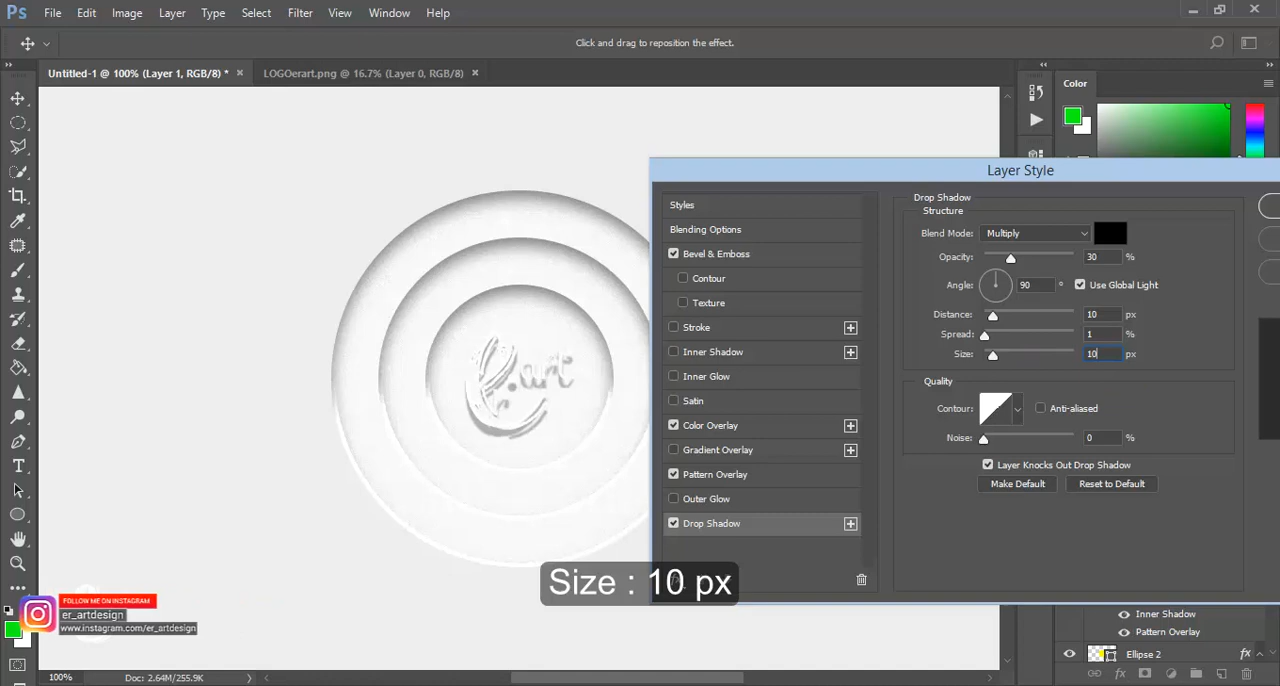 Ps File Edit Image Layer Type Select Filter 3D View Window Help
Click and drag to reposition the effect.
Untitled-1 @ 100% (Layer 1, RGB/8) * × LOGOerart.png @ 16.7% (Layer 0, RGB/8) ×
Color
Layer Style
Styles
Blending Options
Bevel & Emboss
Contour
Texture
Stroke
Inner Shadow
Inner Glow
Satin
Color Overlay
Gradient Overlay
Pattern Overlay
Outer Glow
Drop Shadow
Drop Shadow
Structure
Blend Mode: Multiply
Opacity: 30 %
Angle: 90 ° Use Global Light
Distance: 10 px
Spread: 1 %
Size: 10 px
Quality
Contour: Anti-aliased
Noise: 0 %
Layer Knocks Out Drop Shadow
Make Default Reset to Default
art
Size : 10 px
FOLLOW ME ON INSTAGRAM
er_artdesign
www.instagram.com/er_artdesign
Inner Shadow
Pattern Overlay
Ellipse 2 fx
100% Doc: 2.64M/255.9K